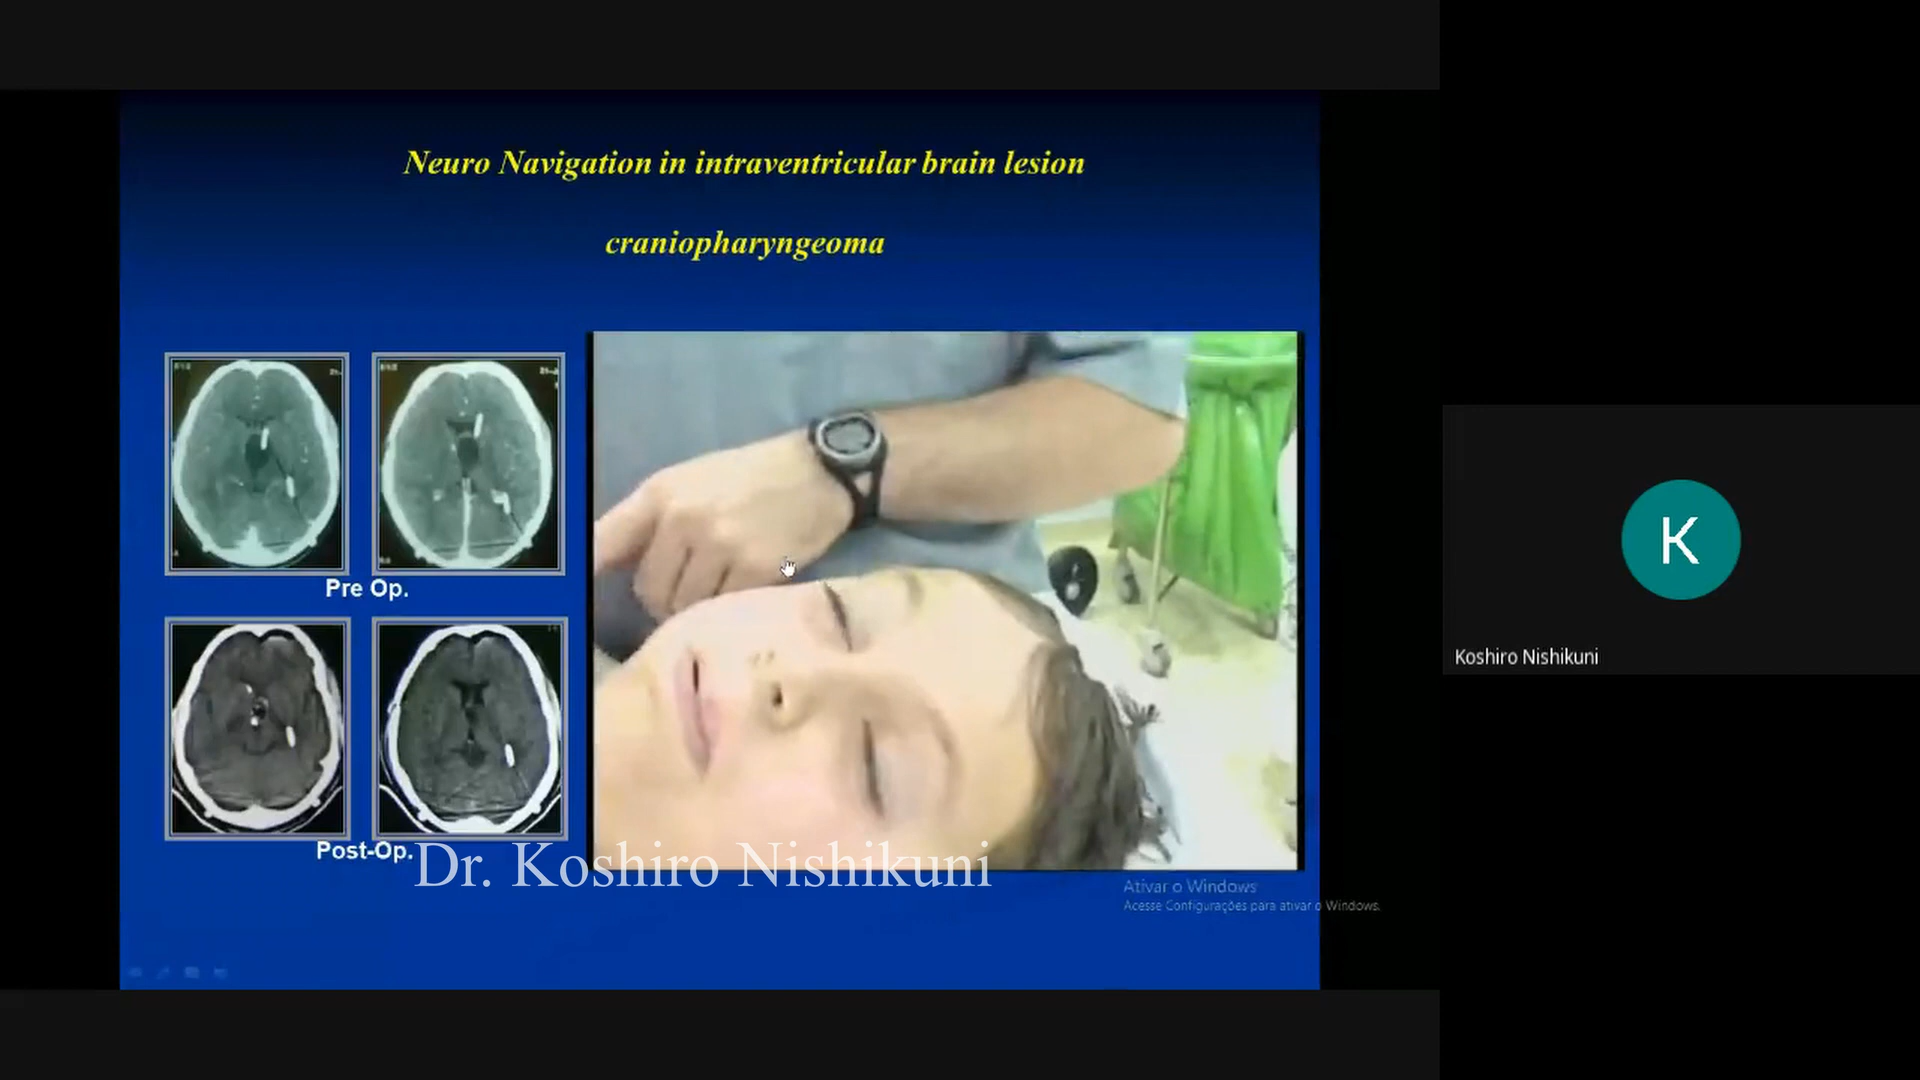 Neuro Navigation in intraventricular brain lesion
craniopharyngeoma
Pre Op.
Post-Op.
Dr. Koshiro Nishikuni
Ativar o Windows
Acesse Configurações para ativar o Windows.
K
Koshiro Nishikuni